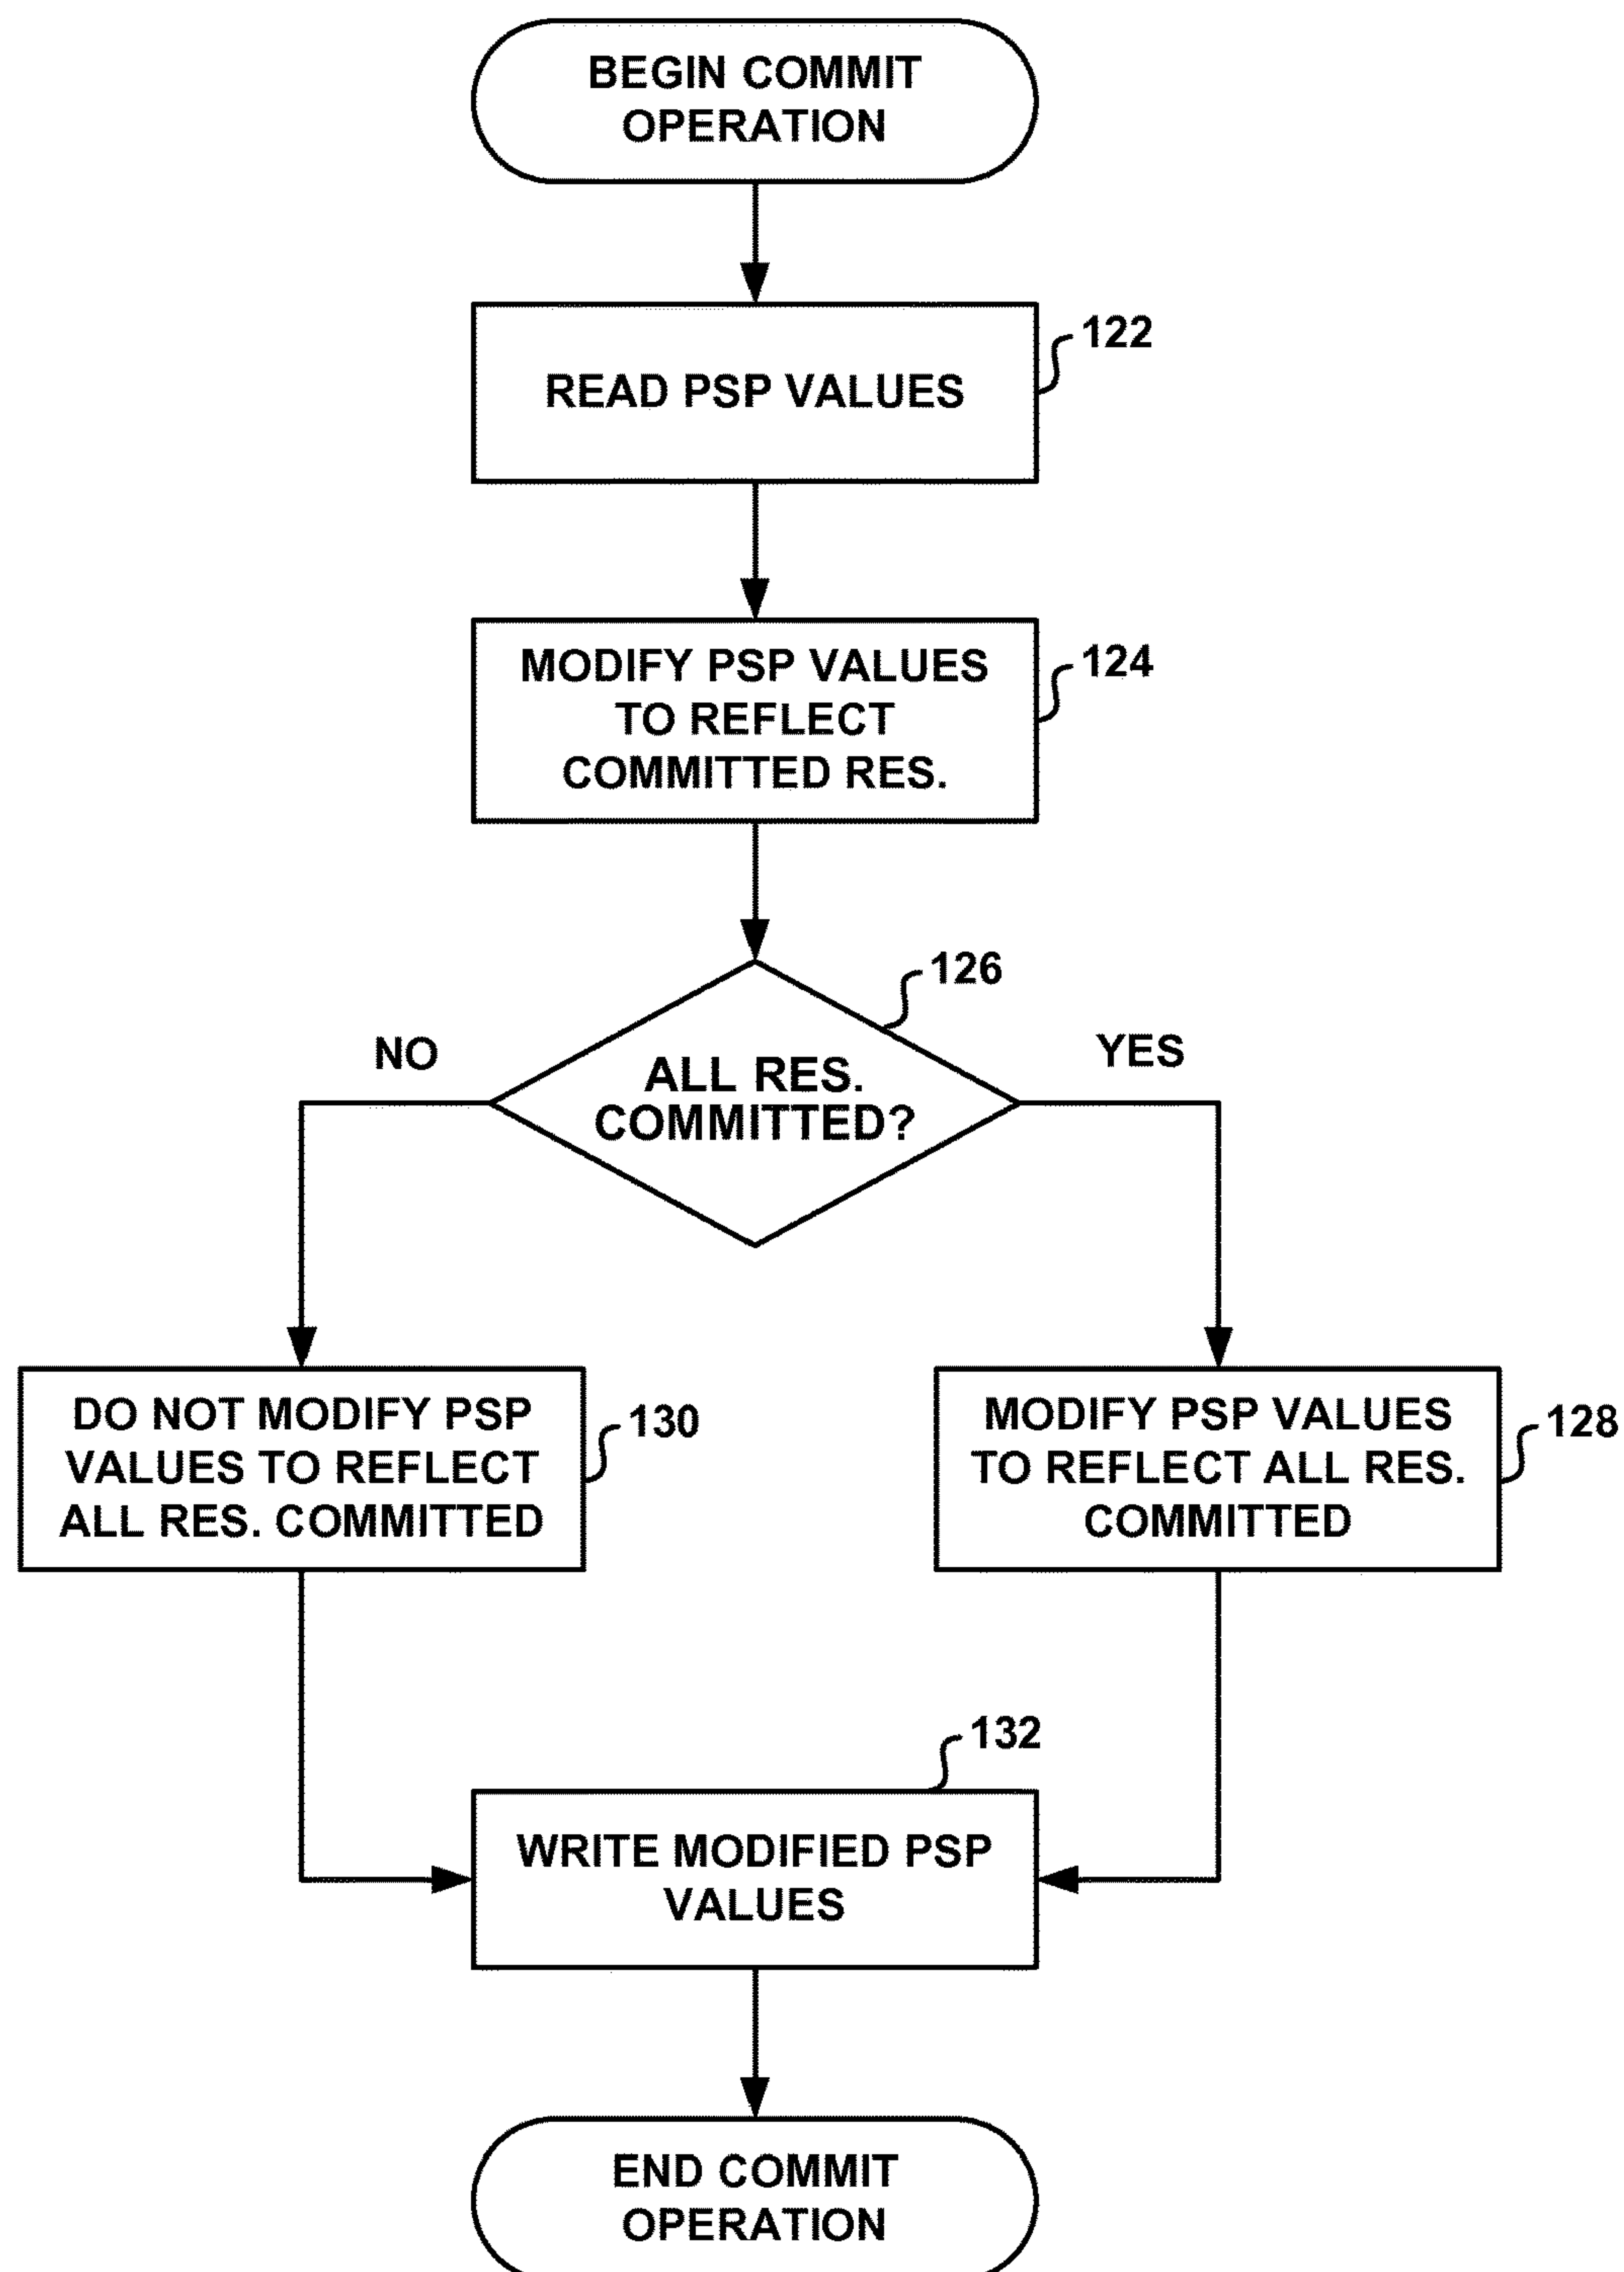 BEGIN COMMIT
OPERATION
122
READ PSP VALUES
124
MODIFY PSP VALUES
TO REFLECT
COMMITTED RES.
126
NO
YES
ALL RES.
COMMITTED?
DO NOT MODIFY PSP
VALUES TO REFLECT
ALL RES. COMMITTED
130
MODIFY PSP VALUES
TO REFLECT ALL RES.
COMMITTED
128
132
WRITE MODIFIED PSP
VALUES
END COMMIT
OPERATION